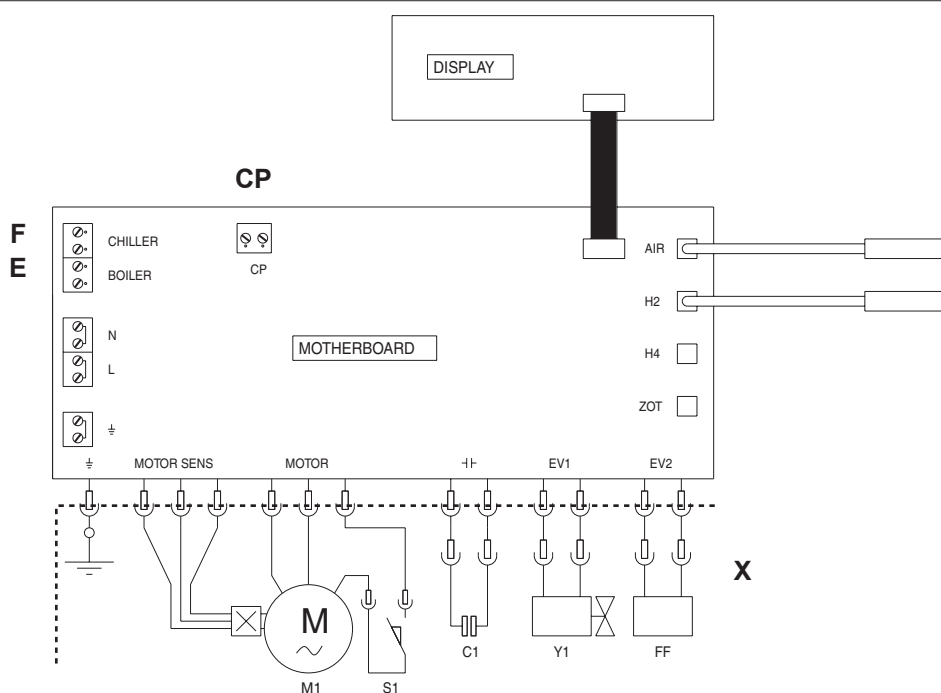 DISPLAY
CP
F
CHILLER
E
BOILER
CP
AIR
H2
N
MOTHERBOARD
L
H4
ZOT
MOTOR SENS MOTOR EV1 EV2
X
M
C1 Y1 FF
M1 S1